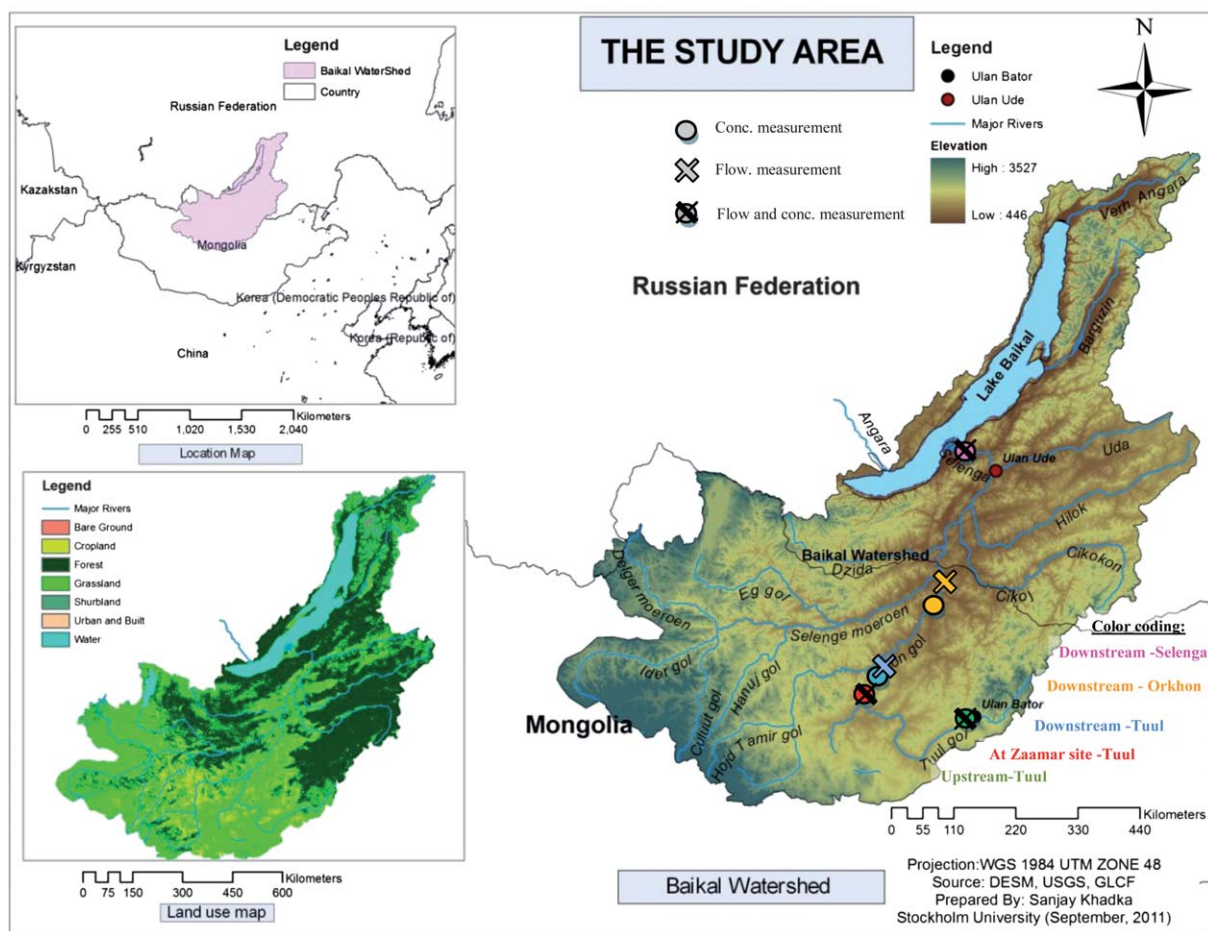 THE STUDY AREA
Legend
Baikal WaterShed
Country
Russian Federation
Kazakstan
Kyrgyzstan
Mongolia
Korea (Democratic Peoples Republic of)
Korea (Republic of)
China
Kilometers
0 255 510 1,020 1,530 2,040
Location Map
Legend
Major Rivers
Bare Ground
Cropland
Forest
Grassland
Shurbland
Urban and Built
Water
Kilometers
0 75 150 300 450 600
Land use map
Conc. measurement
Flow. measurement
Flow and conc. measurement
Legend
Ulan Bator
Ulan Ude
Major Rivers
Elevation
High : 3527
Low : 446
N
Russian Federation
Verh. Angara
Barguzin
Lake Baikal
Angara
Selenga
Ulan Ude
Uda
Hilok
Baikal Watershed
Dzida
Cikokon
Cikoy
Delger moeroen
Eg gol
Selenge moeroen
Ider gol
Hanuj gol
Culuut gol
Hojd Tamir gol
on gol
Tuul gol
Ulan Bator
Mongolia
Color coding:
Downstream -Selenga
Downstream - Orkhon
Downstream -Tuul
At Zaamar site -Tuul
Upstream-Tuul
Kilometers
0 55 110 220 330 440
Baikal Watershed
Projection:WGS 1984 UTM ZONE 48
Source: DESM, USGS, GLCF
Prepared By: Sanjay Khadka
Stockholm University (September, 2011)